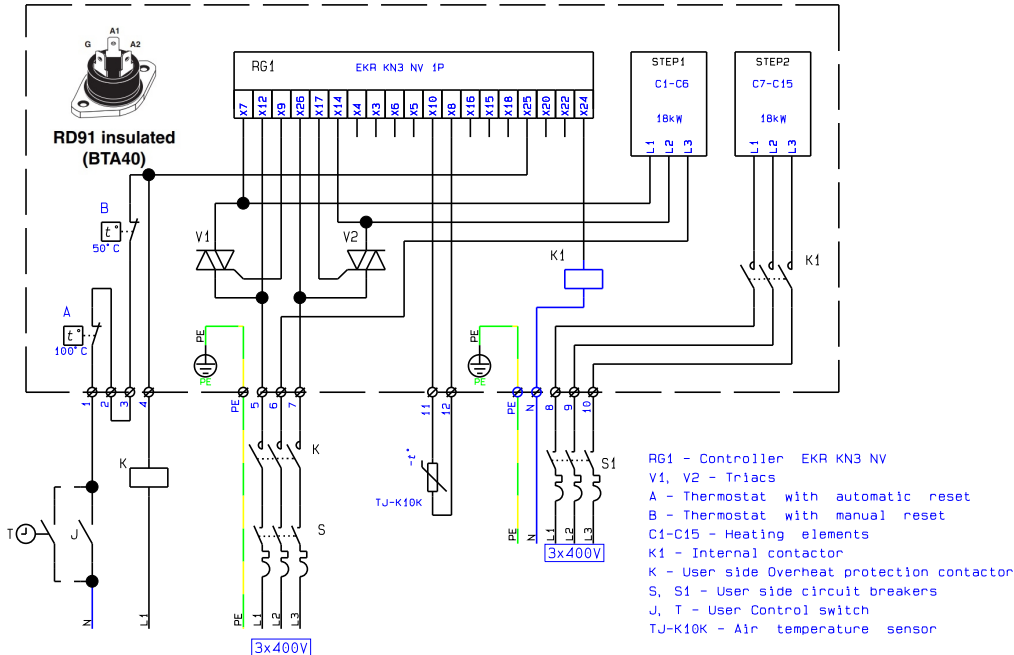 A1
G
A2
RD91 insulated
(BTA40)
RG1
EKR KN3 NV 1P
X7 X12 X9 X26 X17 X14 X4 X3 X6 X5 X10 X8 X16 X15 X18 X25 X20 X22 X24
STEP1
C1-C6
18kW
L1 L2 L3
STEP2
C7-C15
18kW
L1 L2 L3
B
t°
50°C
V1
V2
K1
K1
A
t°
100°C
PE
PE
PE
PE
1 2 3 4 PE 5 6 7 11 12 PE N 8 9 10
K
K
-t°
TJ-K10K
S1
T
J
S
PE N L1 L2 L3
3x400V
N L1 PE L1 L2 L3
3x400V
RG1 - Controller EKR KN3 NV
V1, V2 - Triacs
A - Thermostat with automatic reset
B - Thermostat with manual reset
C1-C15 - Heating elements
K1 - Internal contactor
K - User side Overheat protection contactor
S, S1 - User side circuit breakers
J, T - User Control switch
TJ-K10K - Air temperature sensor